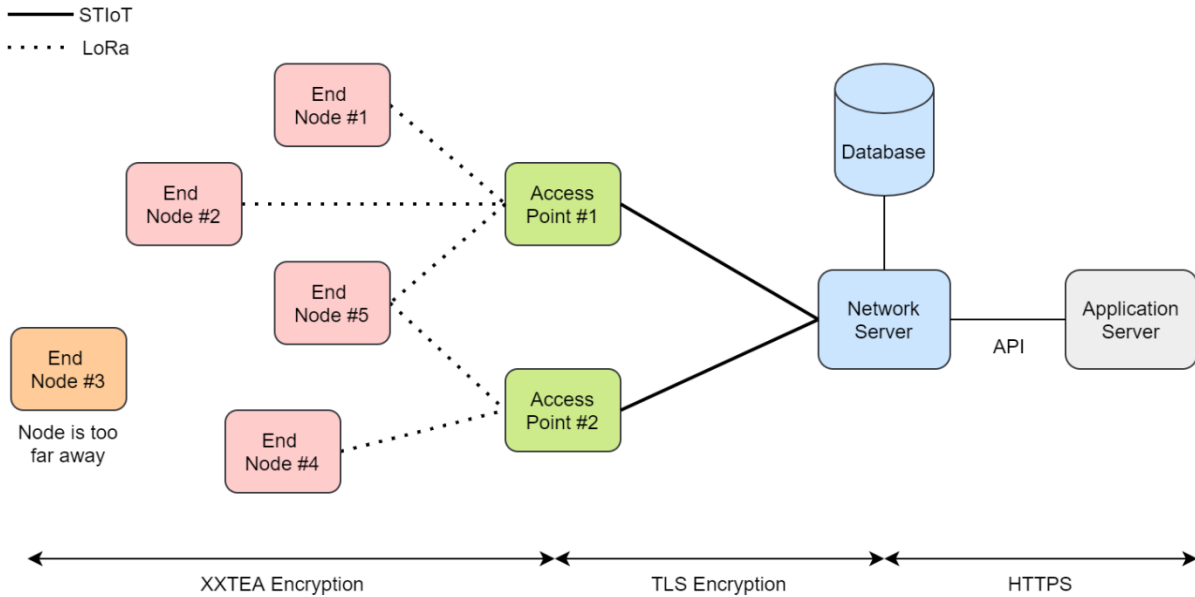 STIoT
LoRa
End
Node #1
End
Node #2
End
Node #5
End
Node #3
Node is too
far away
End
Node #4
Access
Point #1
Access
Point #2
Database
Network
Server
API
Application
Server
XXTEA Encryption
TLS Encryption
HTTPS